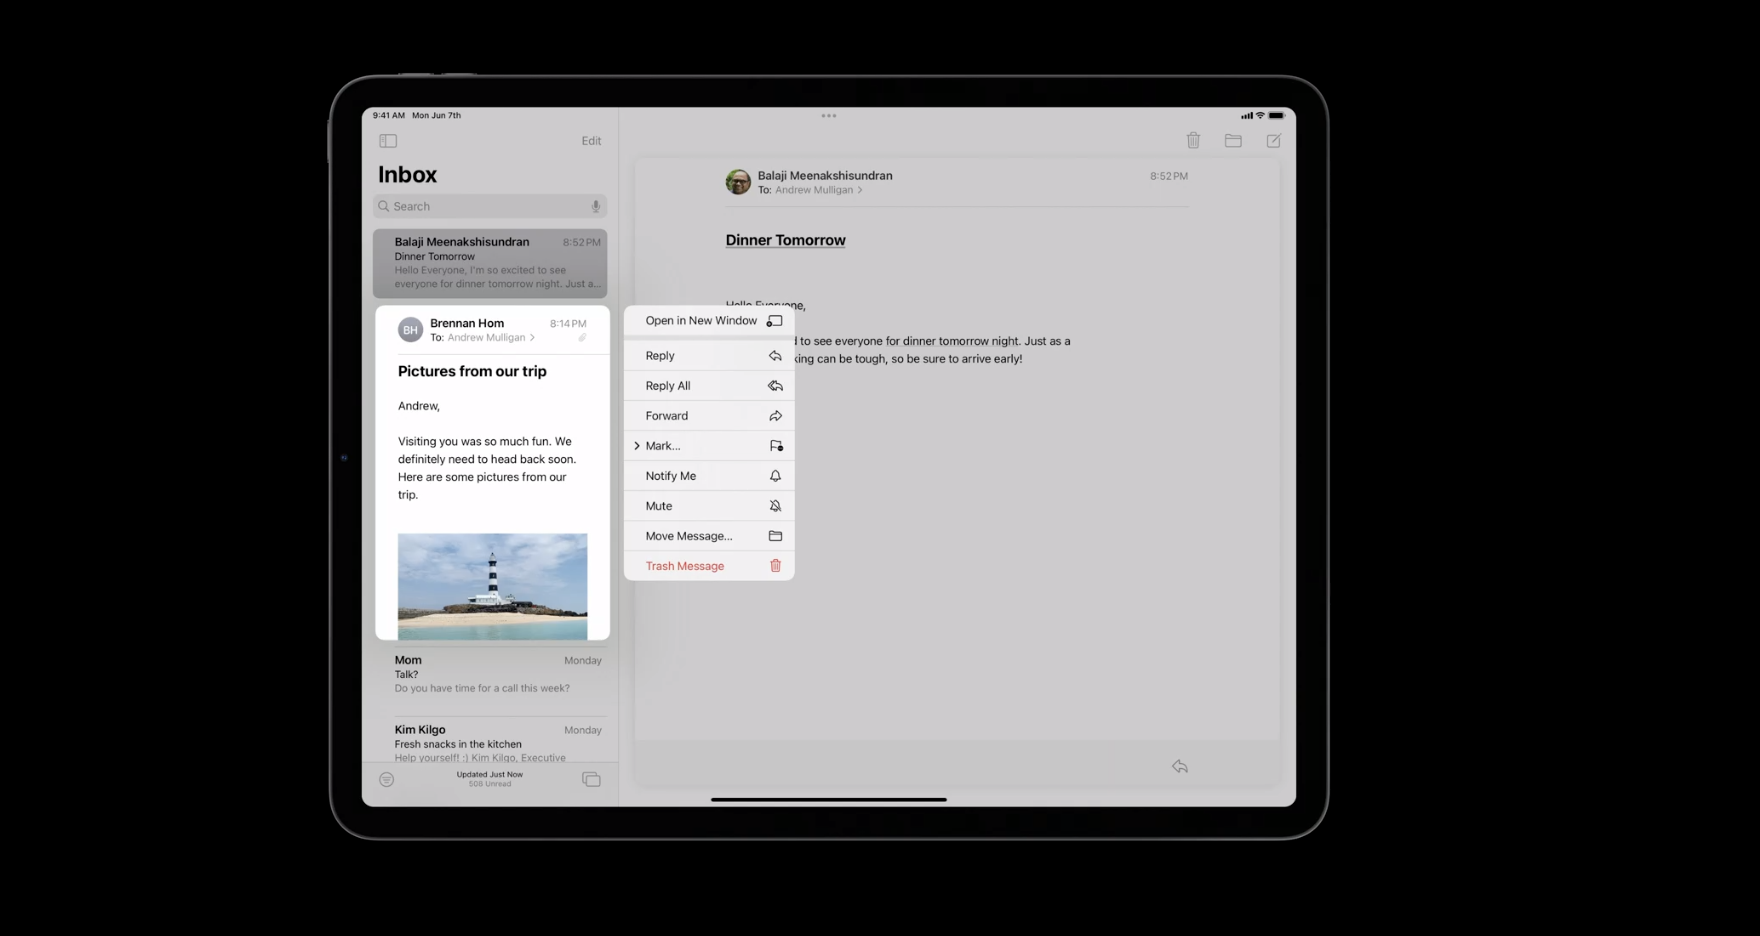 9:41 AM Mon Jun 7th
Edit
Inbox
Search
Balaji Meenakshisundran 8:52 PM
Dinner Tomorrow
Hello Everyone, I'm so excited to see
everyone for dinner tomorrow night. Just a...
BH
Brennan Hom 8:14 PM
To: Andrew Mulligan >
Pictures from our trip
Andrew,
Visiting you was so much fun. We
definitely need to head back soon.
Here are some pictures from our
trip.
Mom Monday
Talk?
Do you have time for a call this week?
Kim Kilgo Monday
Fresh snacks in the kitchen
Help yourself! :) Kim Kilgo, Executive
Updated Just Now
508 Unread
Open in New Window
Reply
Reply All
Forward
Mark...
Notify Me
Mute
Move Message...
Trash Message
Balaji Meenakshisundran 8:52 PM
To: Andrew Mulligan >
Dinner Tomorrow
Hello Everyone,
to see everyone for dinner tomorrow night. Just as a
can be tough, so be sure to arrive early!